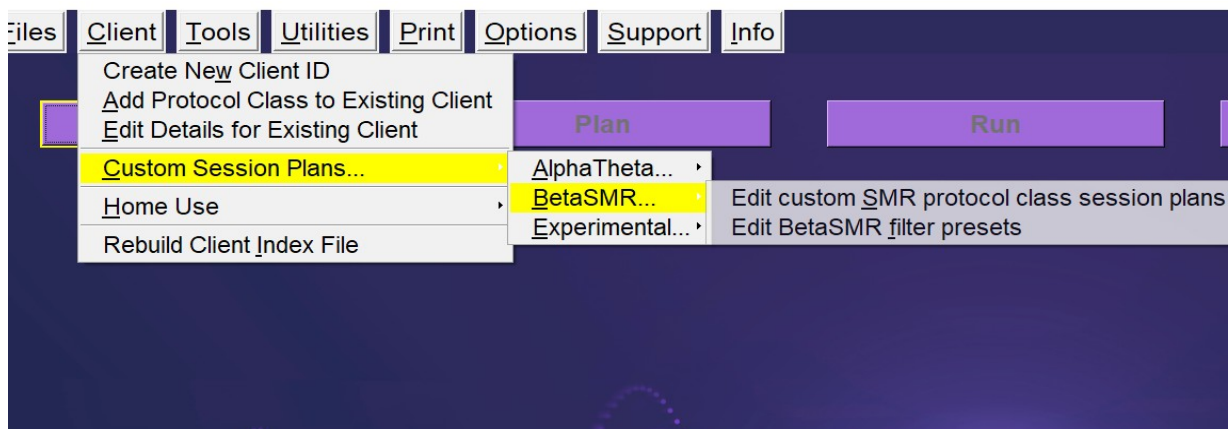 Files Client Tools Utilities Print Options Support Info
Create New Client ID
Add Protocol Class to Existing Client
Edit Details for Existing Client
Custom Session Plans...
Home Use
Rebuild Client Index File
AlphaTheta...
BetaSMR...
Experimental...
Edit custom SMR protocol class session plans
Edit BetaSMR filter presets
Plan
Run